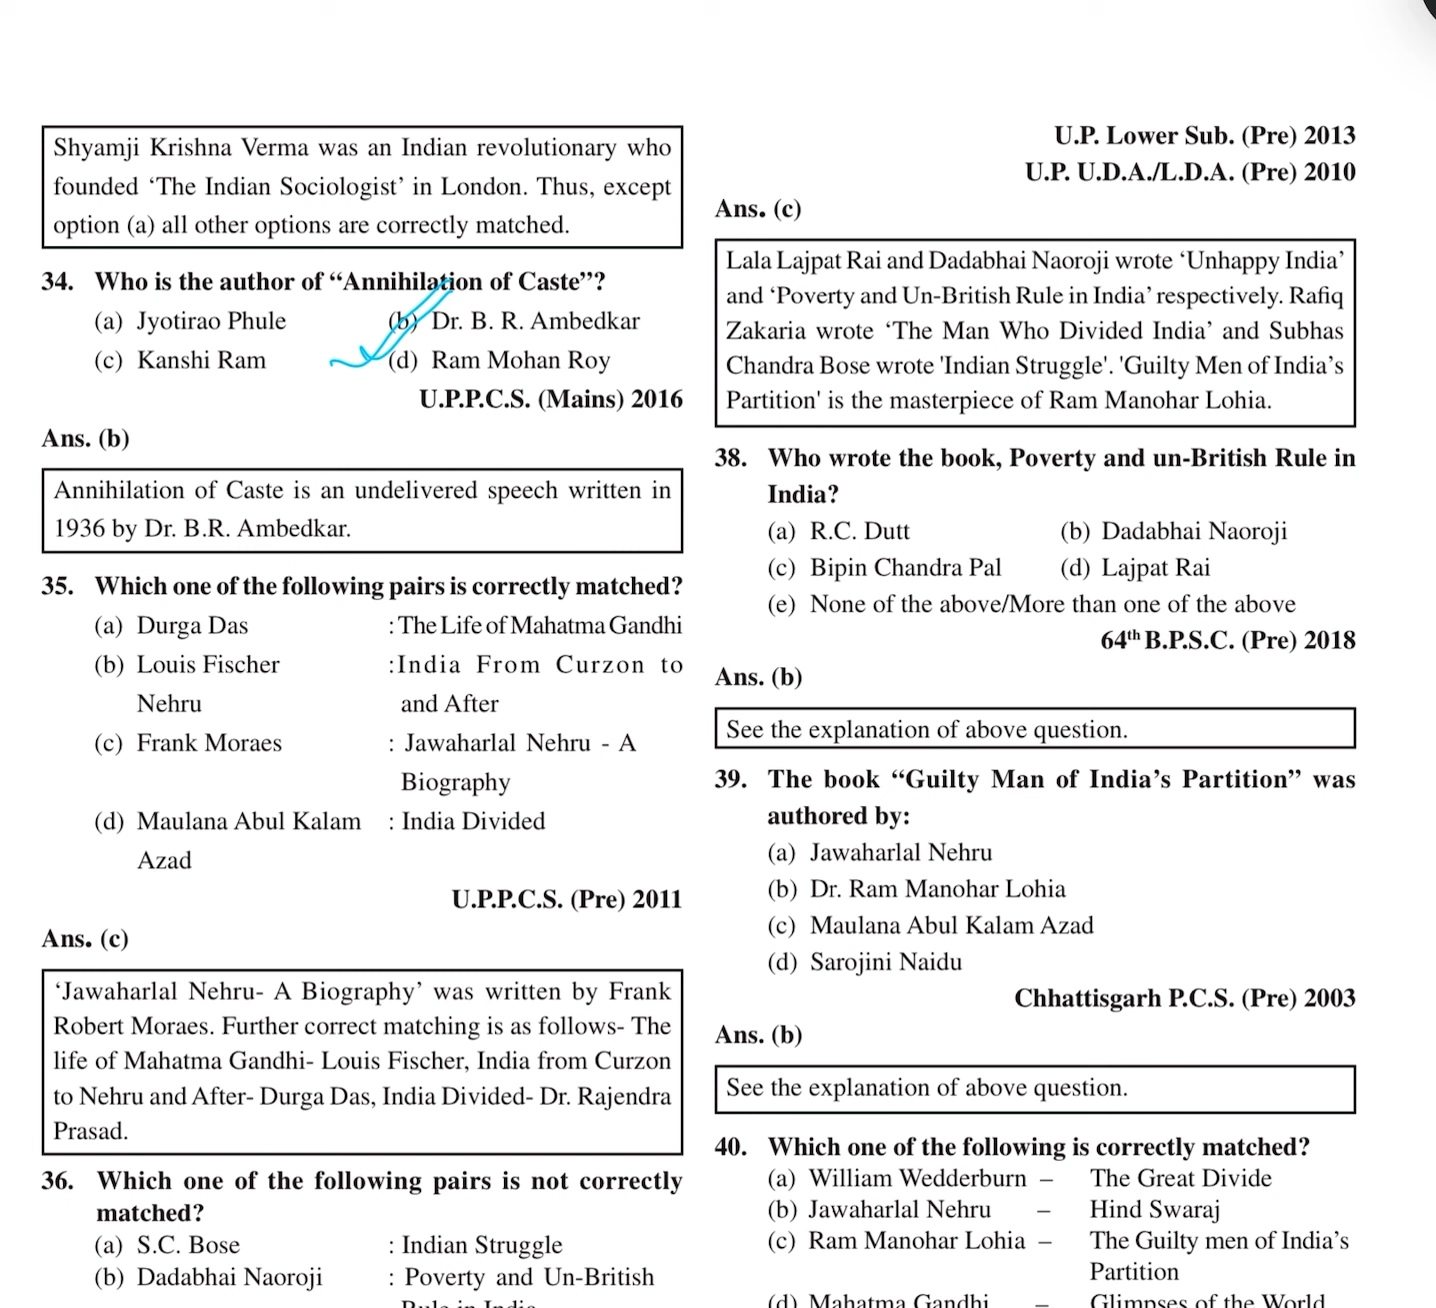 Shyamji Krishna Verma was an Indian revolutionary who
founded ‘The Indian Sociologist’ in London. Thus, except
option (a) all other options are correctly matched.
34. Who is the author of “Annihilation of Caste”?
(a) Jyotirao Phule (b) Dr. B. R. Ambedkar
(c) Kanshi Ram (d) Ram Mohan Roy
U.P.P.C.S. (Mains) 2016
Ans. (b)
Annihilation of Caste is an undelivered speech written in
1936 by Dr. B.R. Ambedkar.
35. Which one of the following pairs is correctly matched?
(a) Durga Das : The Life of Mahatma Gandhi
(b) Louis Fischer :India From Curzon to
Nehru and After
(c) Frank Moraes : Jawaharlal Nehru - A
Biography
(d) Maulana Abul Kalam : India Divided
Azad
U.P.P.C.S. (Pre) 2011
Ans. (c)
‘Jawaharlal Nehru- A Biography’ was written by Frank
Robert Moraes. Further correct matching is as follows- The
life of Mahatma Gandhi- Louis Fischer, India from Curzon
to Nehru and After- Durga Das, India Divided- Dr. Rajendra
Prasad.
36. Which one of the following pairs is not correctly
matched?
(a) S.C. Bose : Indian Struggle
(b) Dadabhai Naoroji : Poverty and Un-British
Rule in India
U.P. Lower Sub. (Pre) 2013
U.P. U.D.A./L.D.A. (Pre) 2010
Ans. (c)
Lala Lajpat Rai and Dadabhai Naoroji wrote ‘Unhappy India’
and ‘Poverty and Un-British Rule in India’ respectively. Rafiq
Zakaria wrote ‘The Man Who Divided India’ and Subhas
Chandra Bose wrote 'Indian Struggle'. 'Guilty Men of India’s
Partition' is the masterpiece of Ram Manohar Lohia.
38. Who wrote the book, Poverty and un-British Rule in
India?
(a) R.C. Dutt (b) Dadabhai Naoroji
(c) Bipin Chandra Pal (d) Lajpat Rai
(e) None of the above/More than one of the above
64th B.P.S.C. (Pre) 2018
Ans. (b)
See the explanation of above question.
39. The book “Guilty Man of India’s Partition” was
authored by:
(a) Jawaharlal Nehru
(b) Dr. Ram Manohar Lohia
(c) Maulana Abul Kalam Azad
(d) Sarojini Naidu
Chhattisgarh P.C.S. (Pre) 2003
Ans. (b)
See the explanation of above question.
40. Which one of the following is correctly matched?
(a) William Wedderburn – The Great Divide
(b) Jawaharlal Nehru – Hind Swaraj
(c) Ram Manohar Lohia – The Guilty men of India’s
Partition
(d) Mahatma Gandhi – Glimpses of the World